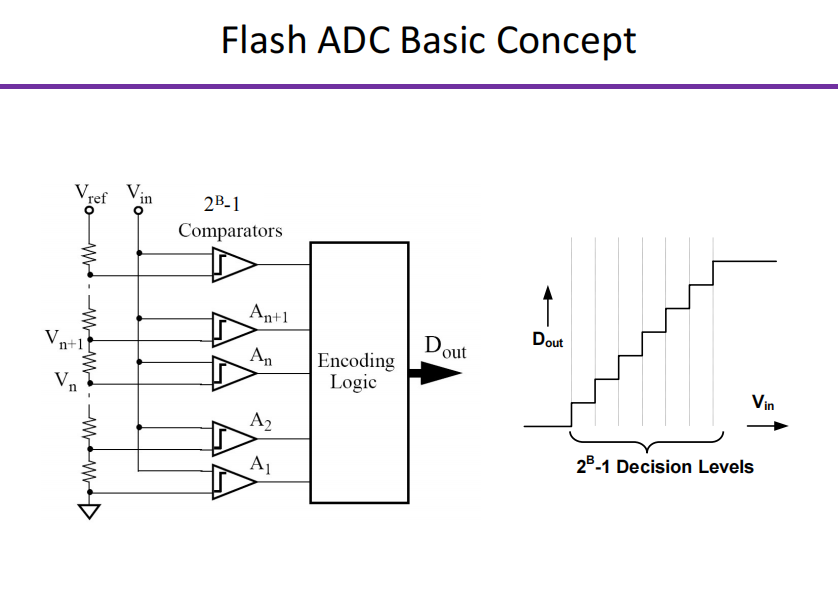 Flash ADC Basic Concept
Vref Vin
2ᴮ-1
Comparators
An+1
Vn+1
An
Vn
A2
A1
Encoding
Logic
Dout
Dout
Vin
2ᴮ-1 Decision Levels